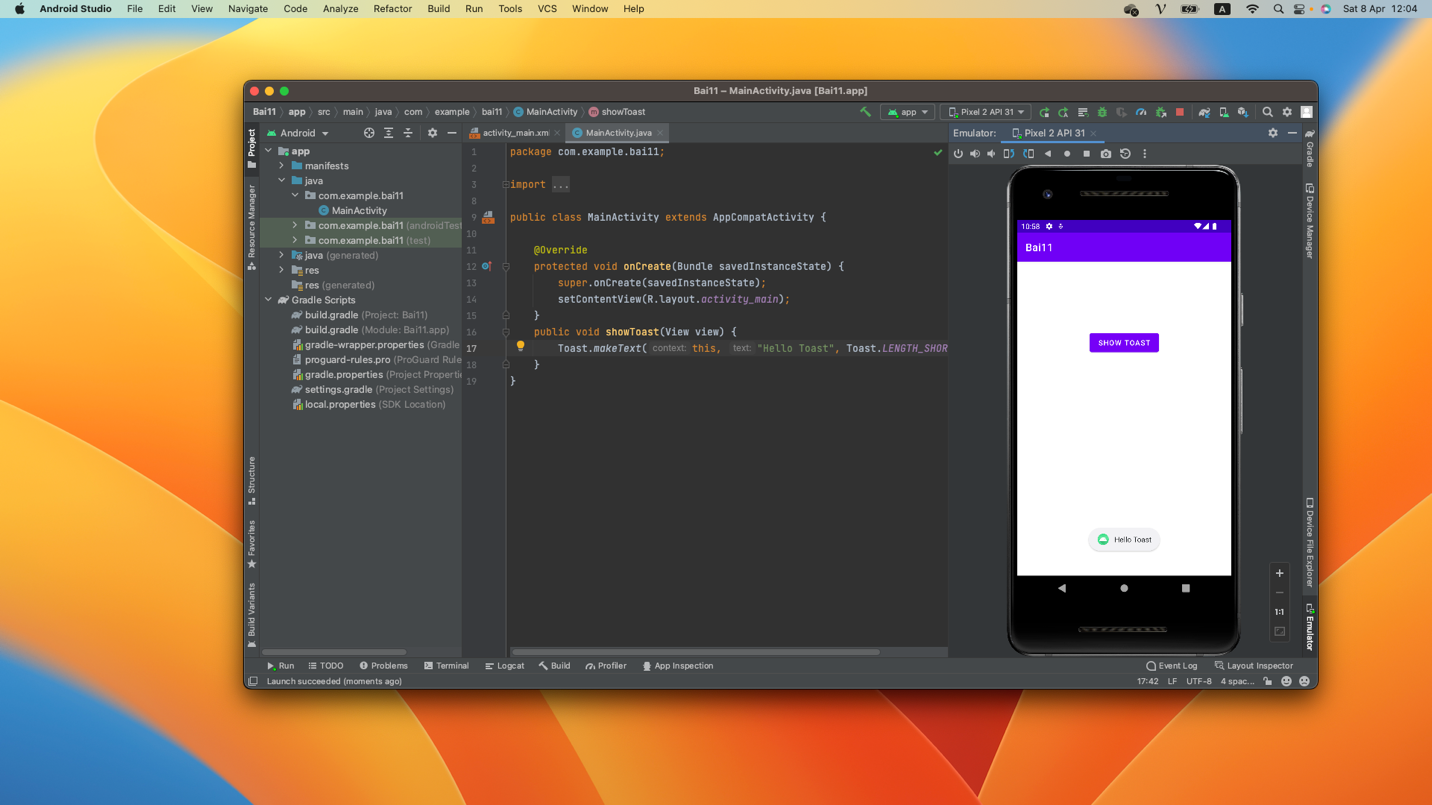 Android Studio File Edit View Navigate Code Analyze Refactor Build Run Tools VCS Window Help A Sat 8 Apr 12:04
Bai11 – MainActivity.java [Bai11.app]
Bai11 app src main java com example bai11 MainActivity showToast app Pixel 2 API 31
Android
activity_main.xml MainActivity.java
Emulator: Pixel 2 API 31
Project
Resource Manager
Structure
Favorites
Build Variants
app
manifests
java
com.example.bai11
MainActivity
com.example.bai11 (androidTest
com.example.bai11 (test)
java (generated)
res
res (generated)
Gradle Scripts
build.gradle (Project: Bai11)
build.gradle (Module: Bai11.app)
gradle-wrapper.properties (Gradle
proguard-rules.pro (ProGuard Rule
gradle.properties (Project Properti
settings.gradle (Project Settings)
local.properties (SDK Location)
1 package com.example.bai11;
2
3 import ...
8
9 public class MainActivity extends AppCompatActivity {
10
11 @Override
12 protected void onCreate(Bundle savedInstanceState) {
13 super.onCreate(savedInstanceState);
14 setContentView(R.layout.activity_main);
15 }
16 public void showToast(View view) {
17 Toast.makeText( context: this, text: "Hello Toast", Toast.LENGTH_SHOR
18 }
19 }
10:58
Bai11
SHOW TOAST
Hello Toast
1:1
Gradle
Device Manager
Device File Explorer
Emulator
Run TODO Problems Terminal Logcat Build Profiler App Inspection Event Log Layout Inspector
Launch succeeded (moments ago) 17:42 LF UTF-8 4 spac...